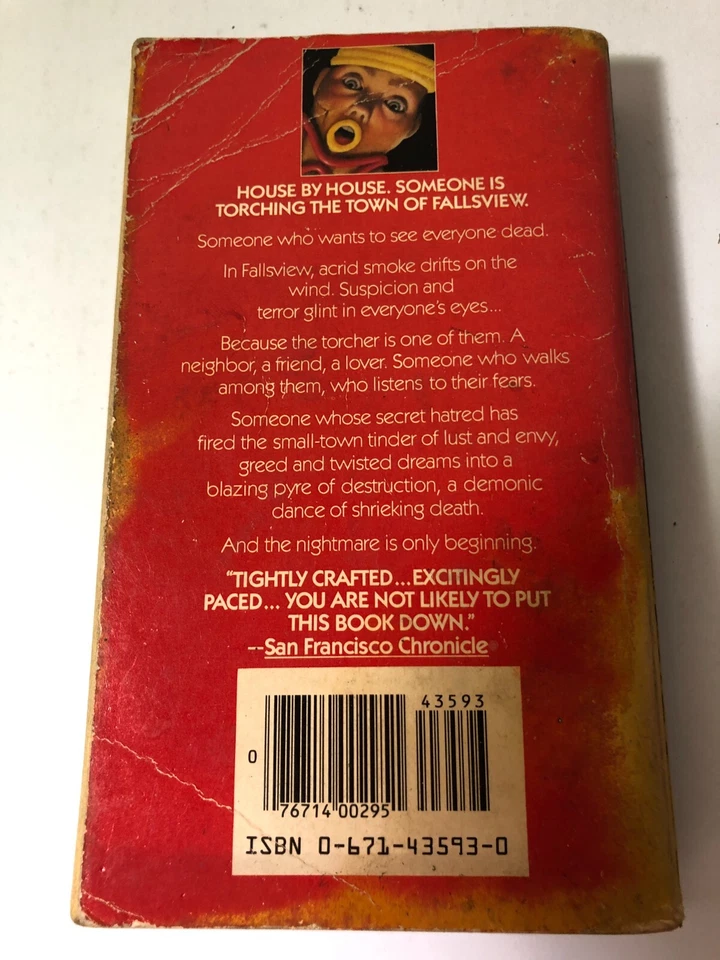 HOUSE BY HOUSE. SOMEONE IS
TORCHING THE TOWN OF FALLSVIEW.
Someone who wants to see everyone dead.
In Fallsview, acrid smoke drifts on the
wind. Suspicion and
terror glint in everyone's eyes...
Because the torcher is one of them. A
neighbor, a friend, a lover. Someone who walks
among them, who listens to their fears.
Someone whose secret hatred has
fired the small-town tinder of lust and envy,
greed and twisted dreams into a
blazing pyre of destruction, a demonic
dance of shrieking death.
And the nightmare is only beginning.
"TIGHTLY CRAFTED...EXCITINGLY
PACED... YOU ARE NOT LIKELY TO PUT
THIS BOOK DOWN."
--San Francisco Chronicle
43593
0
76714 00295
ISBN 0-671-43593-0